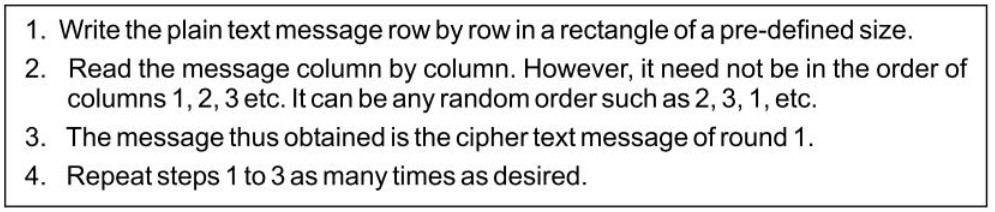 1. Write the plain text message row by row in a rectangle of a pre-defined size.
2. Read the message column by column. However, it need not be in the order of
columns 1, 2, 3 etc. It can be any random order such as 2, 3, 1, etc.
3. The message thus obtained is the cipher text message of round 1.
4. Repeat steps 1 to 3 as many times as desired.